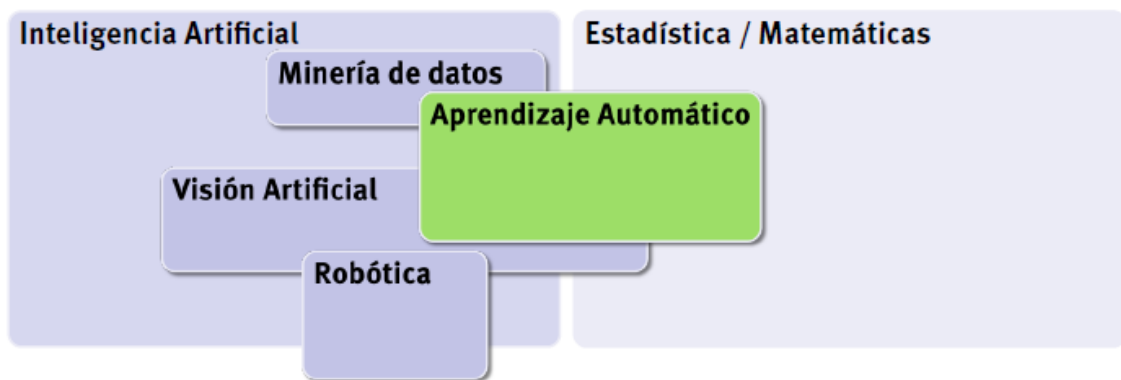 Inteligencia Artificial
Estadística / Matemáticas
Minería de datos
Aprendizaje Automático
Visión Artificial
Robótica